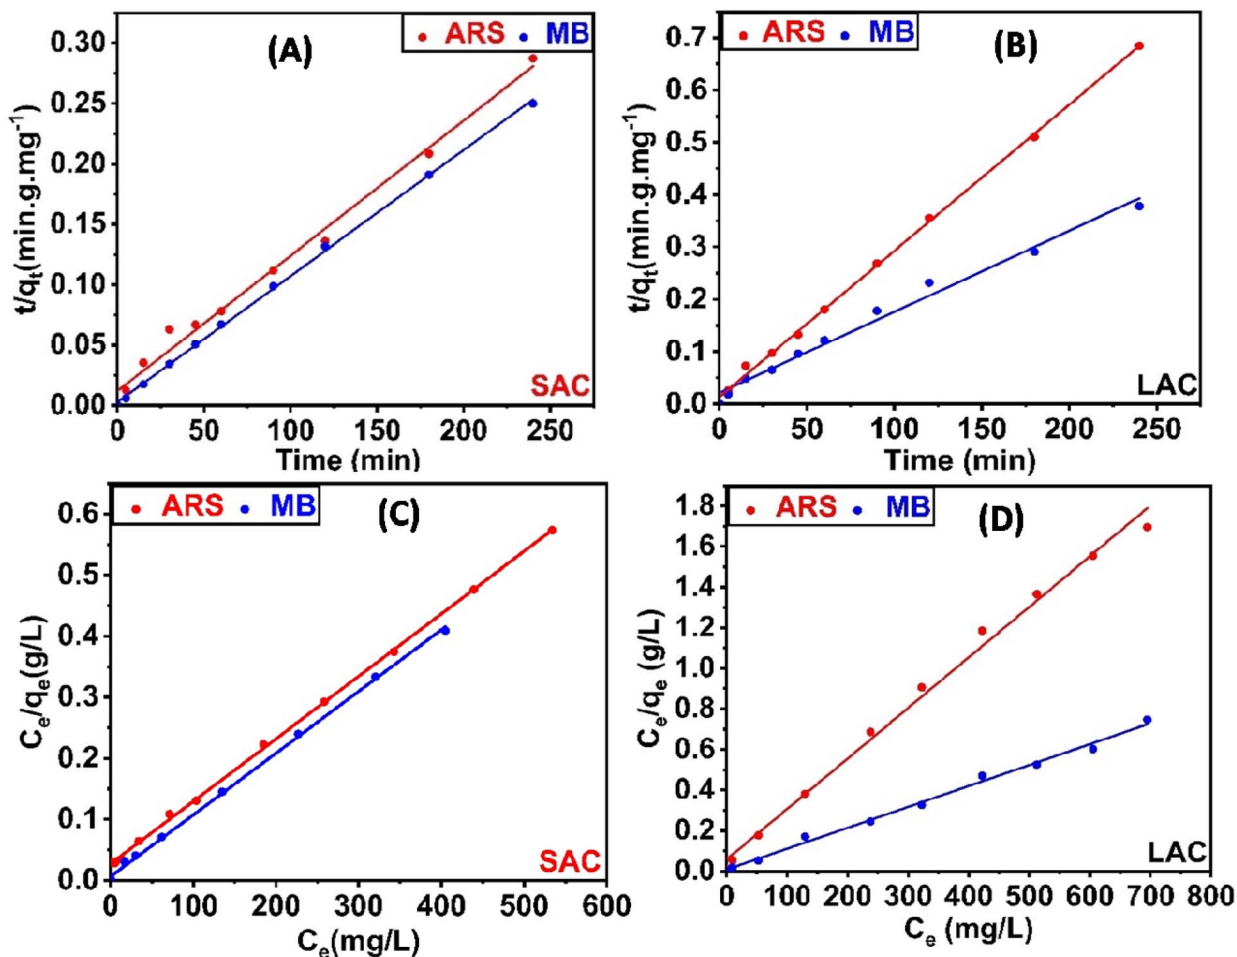 ARS MB
(A)
0.30
0.25
0.20
0.15
0.10
0.05
0.00
t/qt(min.g.mg-1)
SAC
0 50 100 150 200 250
Time (min)
ARS MB
(B)
0.7
0.6
0.5
0.4
0.3
0.2
0.1
0.0
t/qt(min.g.mg-1)
LAC
0 50 100 150 200 250
Time (min)
ARS MB
(C)
0.6
0.5
0.4
0.3
0.2
0.1
0.0
Ce/qe(g/L)
SAC
0 100 200 300 400 500 600
Ce(mg/L)
ARS MB
(D)
1.8
1.6
1.4
1.2
1.0
0.8
0.6
0.4
0.2
0.0
Ce/qe (g/L)
LAC
0 100 200 300 400 500 600 700 800
Ce (mg/L)